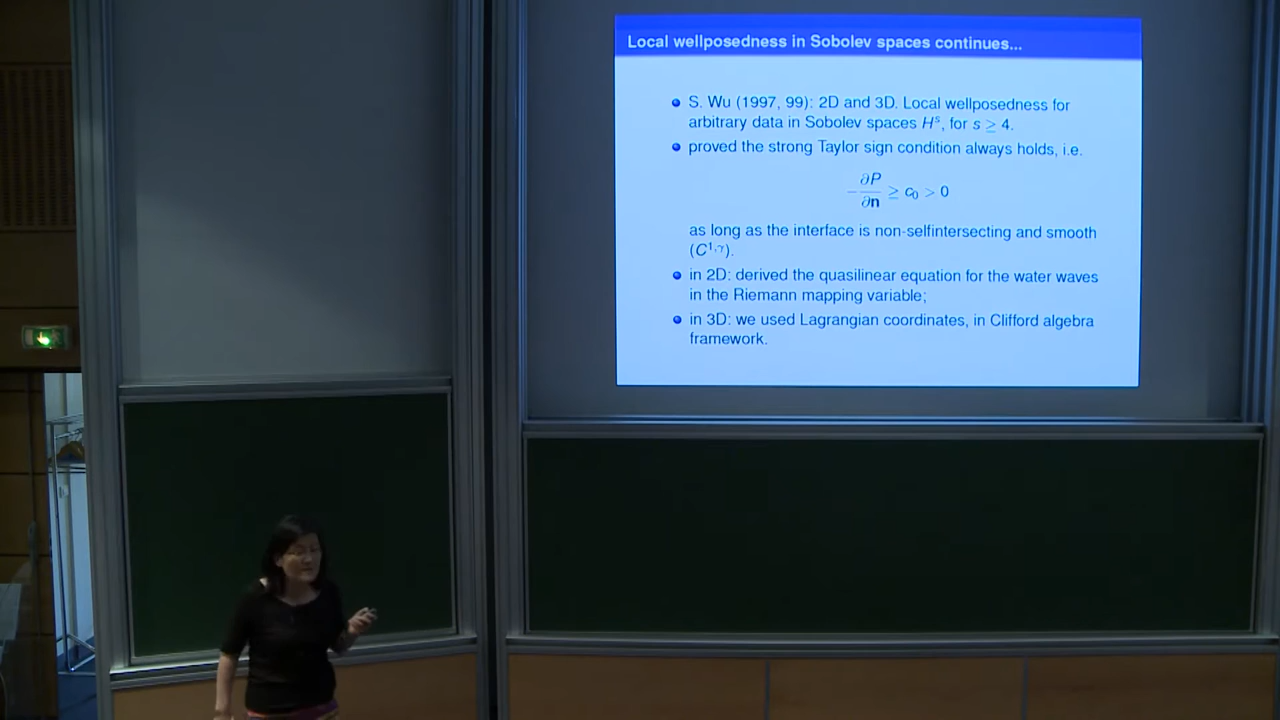 Local wellposedness in Sobolev spaces continues...
S. Wu (1997, 99): 2D and 3D. Local wellposedness for
arbitrary data in Sobolev spaces Hˢ, for s ≥ 4.
proved the strong Taylor sign condition always holds, i.e.
−∂P/∂n ≥ c₀ > 0
as long as the interface is non-selfintersecting and smooth
(C^{1,γ}).
in 2D: derived the quasilinear equation for the water waves
in the Riemann mapping variable;
in 3D: we used Lagrangian coordinates, in Clifford algebra
framework.